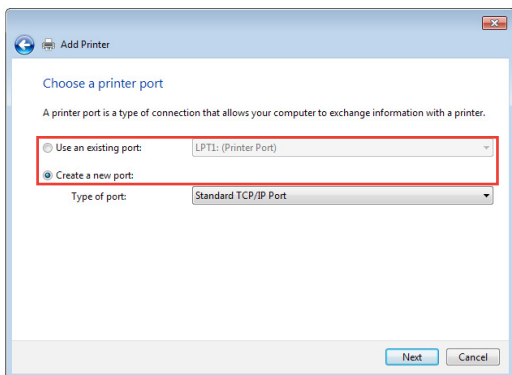 Add Printer
Choose a printer port
A printer port is a type of connection that allows your computer to exchange information with a printer.
Use an existing port: LPT1: (Printer Port)
Create a new port:
Type of port: Standard TCP/IP Port
Next Cancel